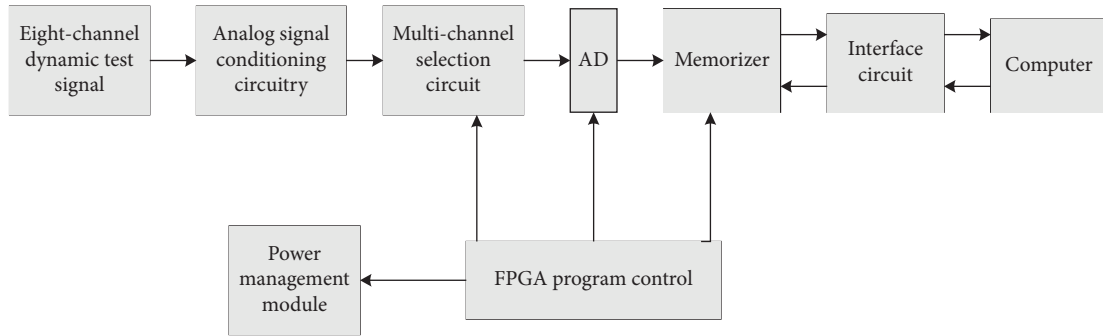 Eight-channel
dynamic test
signal
Analog signal
conditioning
circuitry
Multi-channel
selection
circuit
AD
Memorizer
Interface
circuit
Computer
Power
management
module
FPGA program control